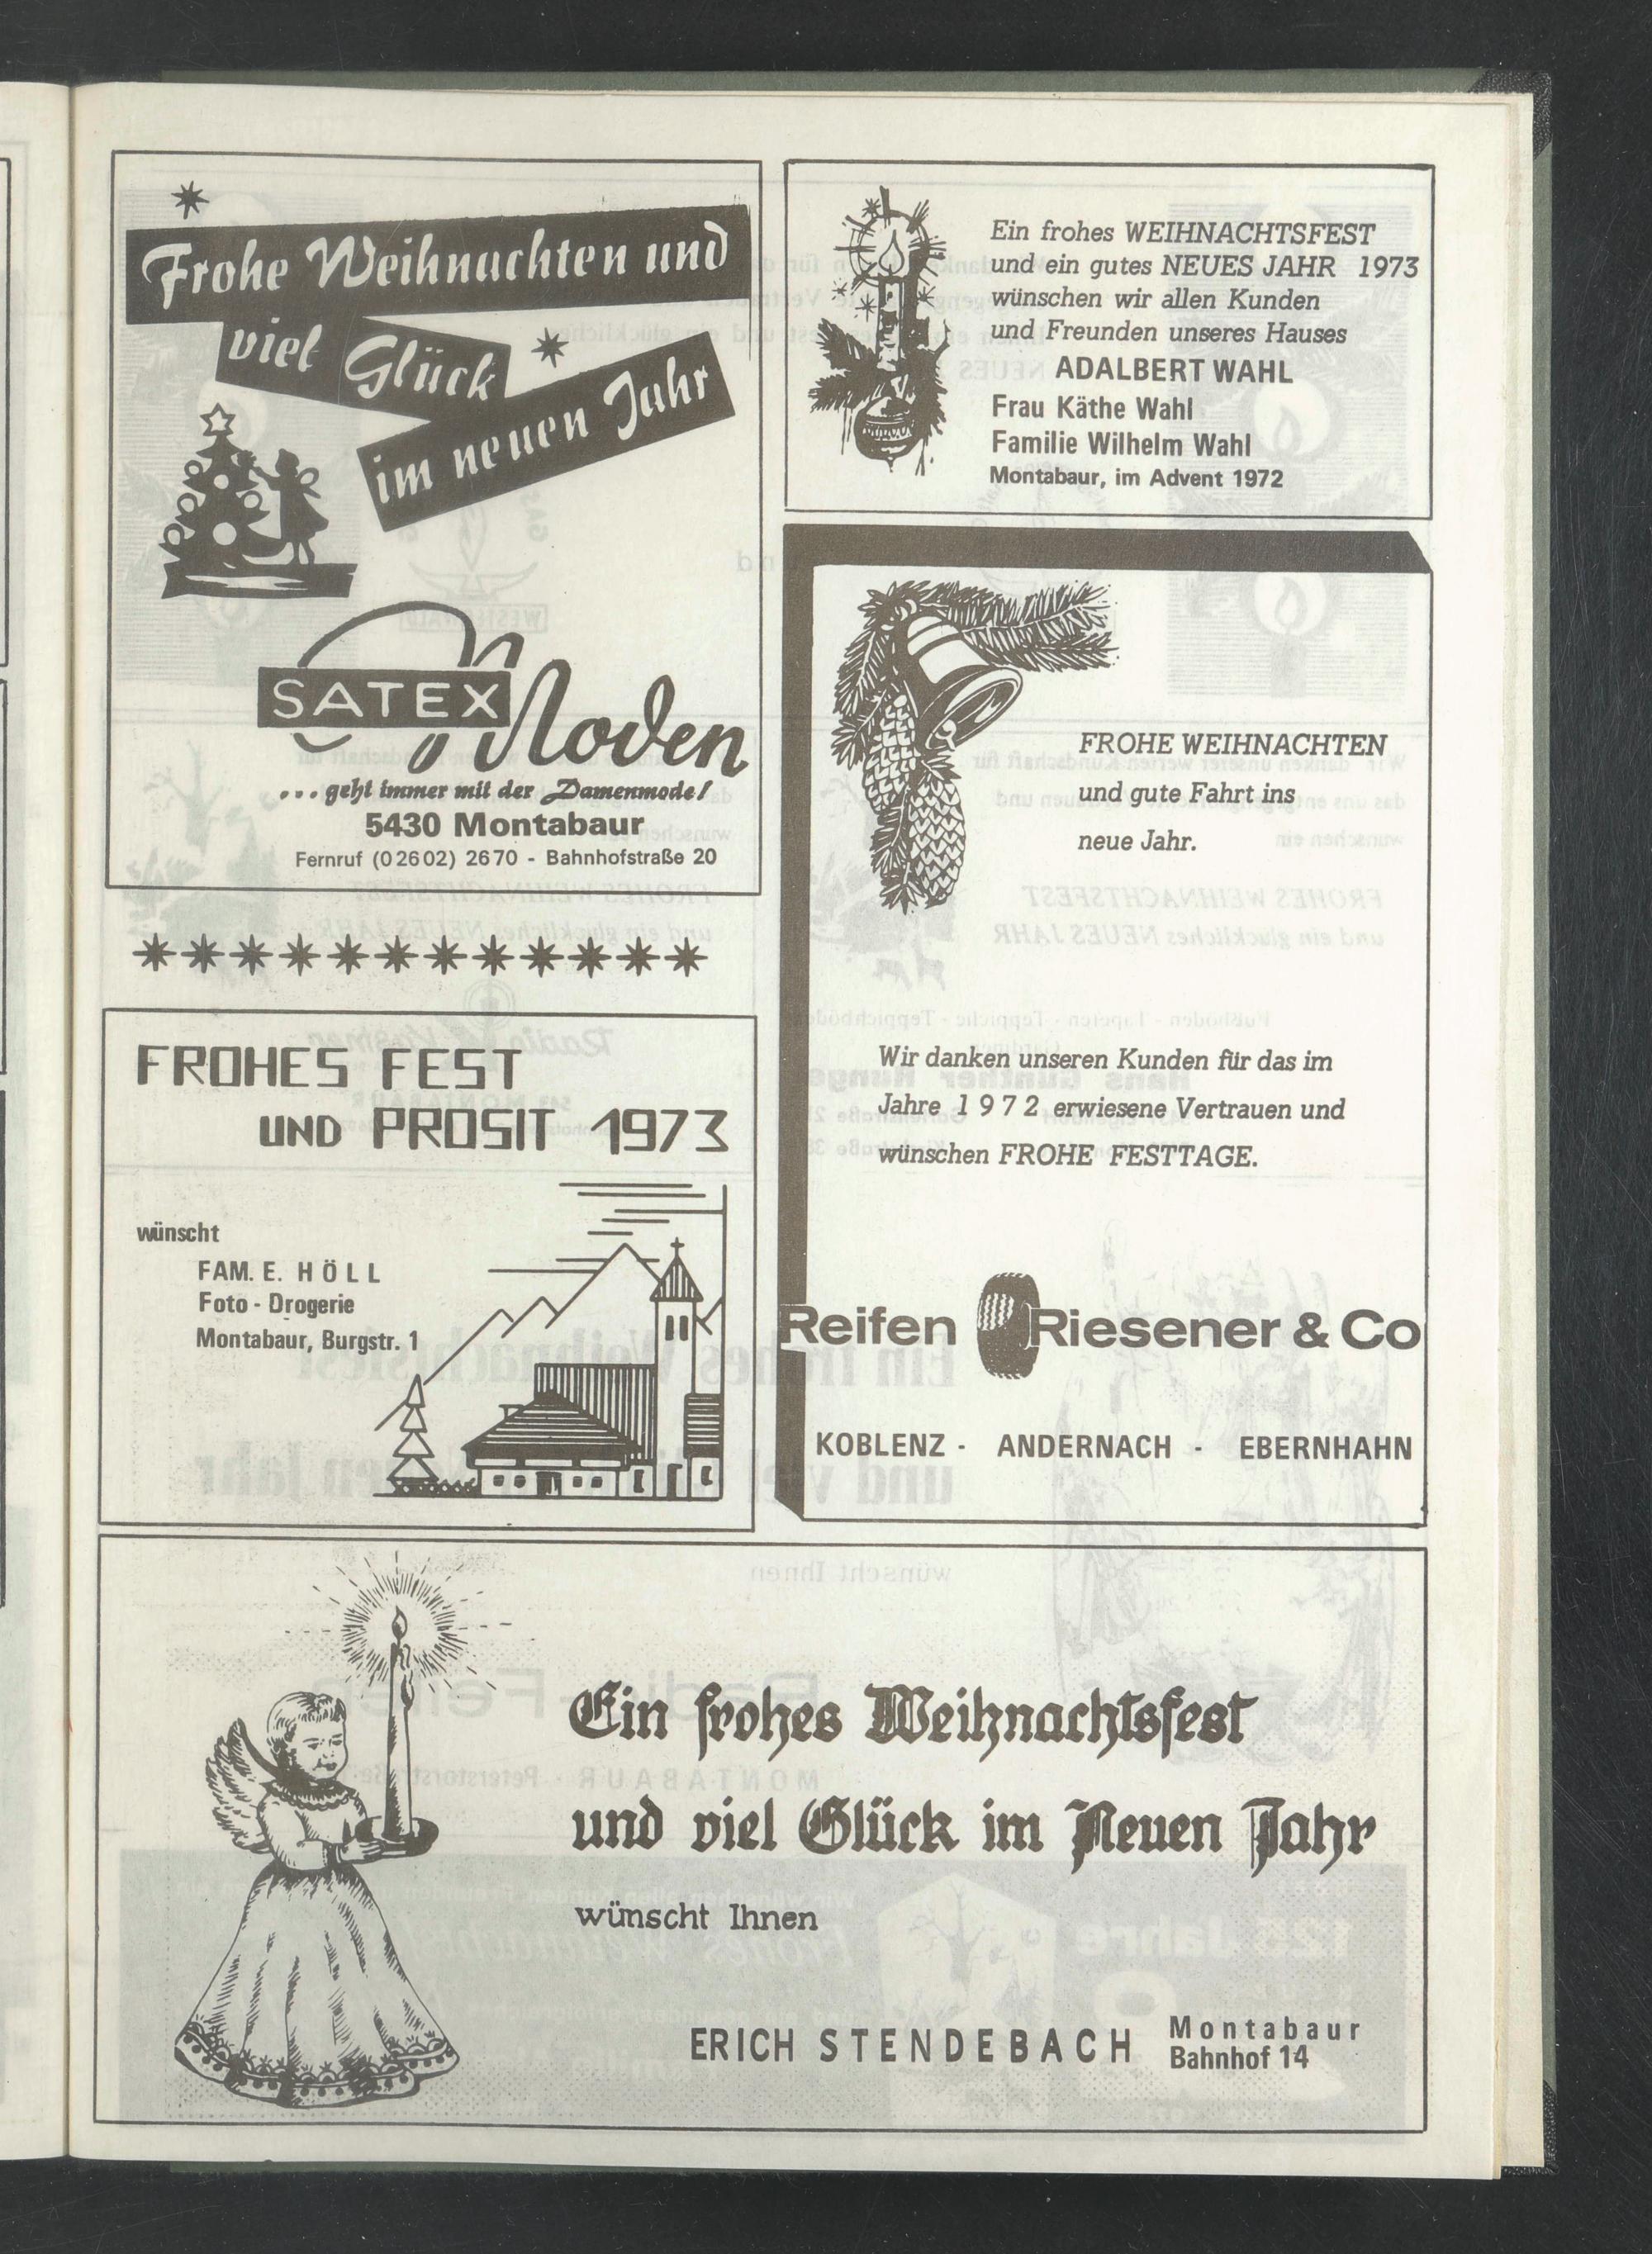 Frohe Weihnachten und
viel Glück
im neuen Jahr
SATEX Moden
... geht immer mit der Damenmode!
5430 Montabaur
Fernruf (02602) 2670 - Bahnhofstraße 20
FROHES FEST
UND PROSIT 1973
wünscht
FAM. E. HÖLL
Foto - Drogerie
Montabaur, Burgstr. 1
Ein frohes WEIHNACHTSFEST
und ein gutes NEUES JAHR 1973
wünschen wir allen Kunden
und Freunden unseres Hauses
ADALBERT WAHL
Frau Käthe Wahl
Familie Wilhelm Wahl
Montabaur, im Advent 1972
FROHE WEIHNACHTEN
und gute Fahrt ins
neue Jahr.
Wir danken unseren Kunden für das im
Jahre 1972 erwiesene Vertrauen und
wünschen FROHE FESTTAGE.
Reifen Riesener & Co
KOBLENZ - ANDERNACH - EBERNHAHN
Ein frohes Weihnachtsfest
und viel Glück im Neuen Jahr
wünscht Ihnen
ERICH STENDEBACH
Montabaur
Bahnhof 14